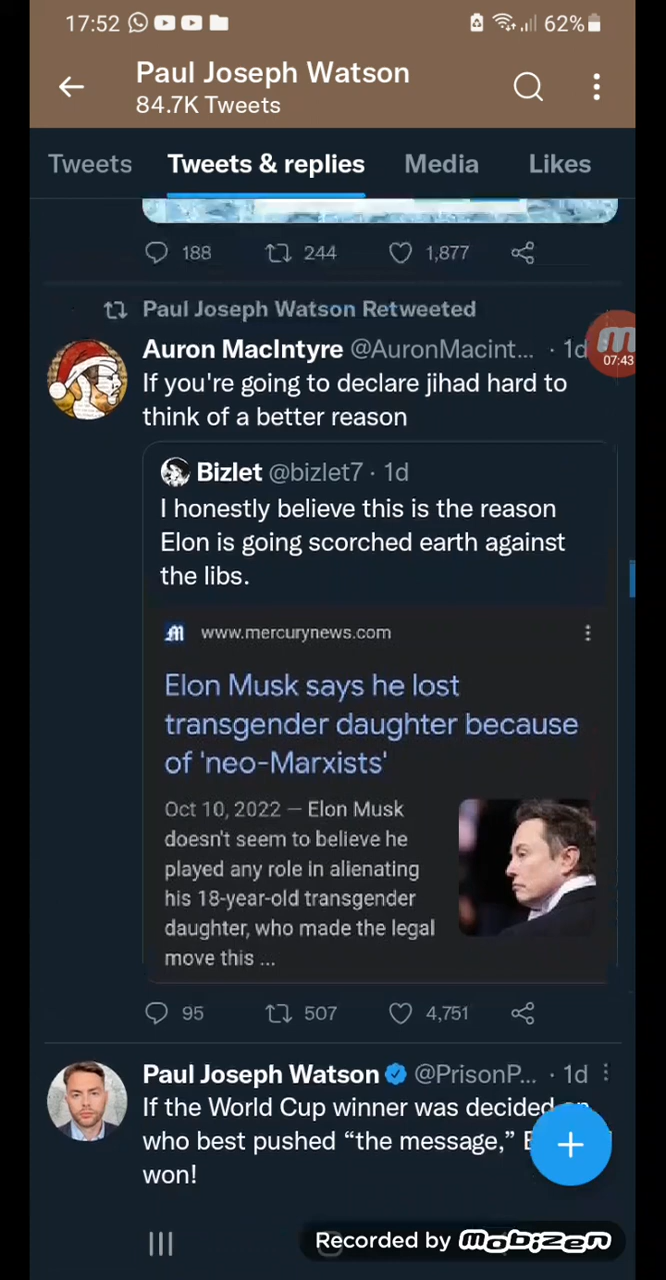 17:52 62%
Paul Joseph Watson
84.7K Tweets
Tweets Tweets & replies Media Likes
188 244 1,877
Paul Joseph Watson Retweeted
Auron MacIntyre @AuronMacint... · 1d
07:43
If you're going to declare jihad hard to
think of a better reason
Bizlet @bizlet7 · 1d
I honestly believe this is the reason
Elon is going scorched earth against
the libs.
www.mercurynews.com
Elon Musk says he lost
transgender daughter because
of 'neo-Marxists'
Oct 10, 2022 — Elon Musk
doesn't seem to believe he
played any role in alienating
his 18-year-old transgender
daughter, who made the legal
move this ...
95 507 4,751
Paul Joseph Watson @PrisonP... · 1d
If the World Cup winner was decided
who best pushed “the message,”
won!
Recorded by Mobizen